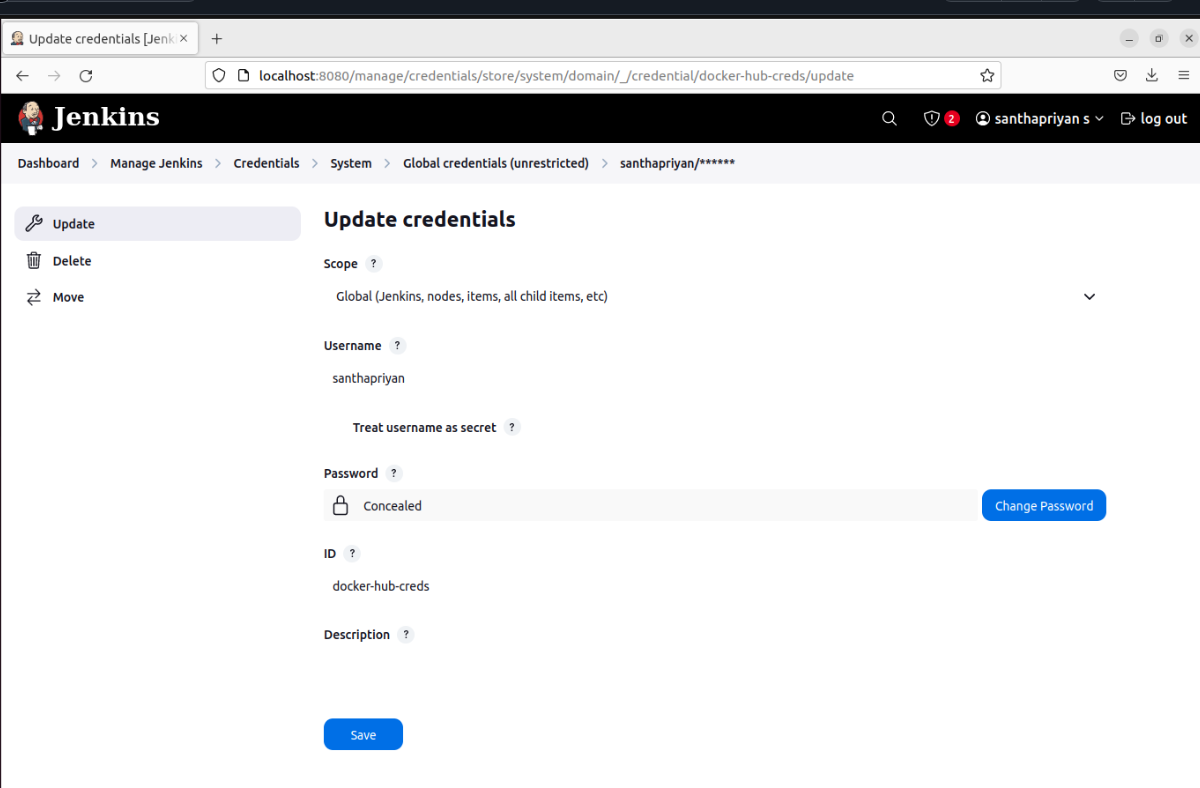 Update credentials [Jenk
localhost:8080/manage/credentials/store/system/domain/_/credential/docker-hub-creds/update
Jenkins
2
santhapriyan s
log out
Dashboard
Manage Jenkins
Credentials
System
Global credentials (unrestricted)
santhapriyan/******
Update
Delete
Move
Update credentials
Scope ?
Global (Jenkins, nodes, items, all child items, etc)
Username ?
santhapriyan
Treat username as secret ?
Password ?
Concealed
Change Password
ID ?
docker-hub-creds
Description ?
Save